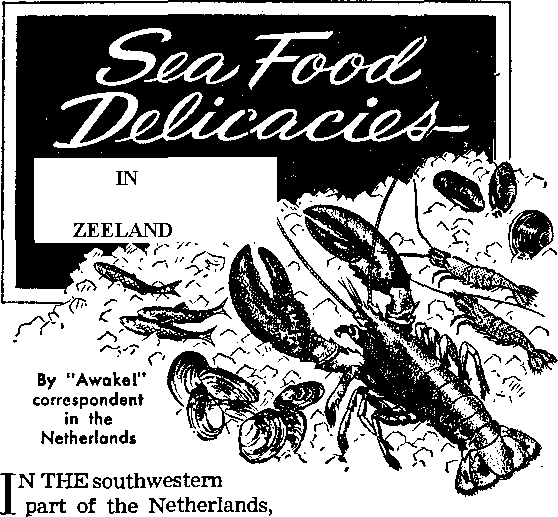 Sea Food
Delicacies—
IN
ZEELAND
By "Awake!"
correspondent
in the
Netherlands
IN THE southwestern
part of the Netherlands,